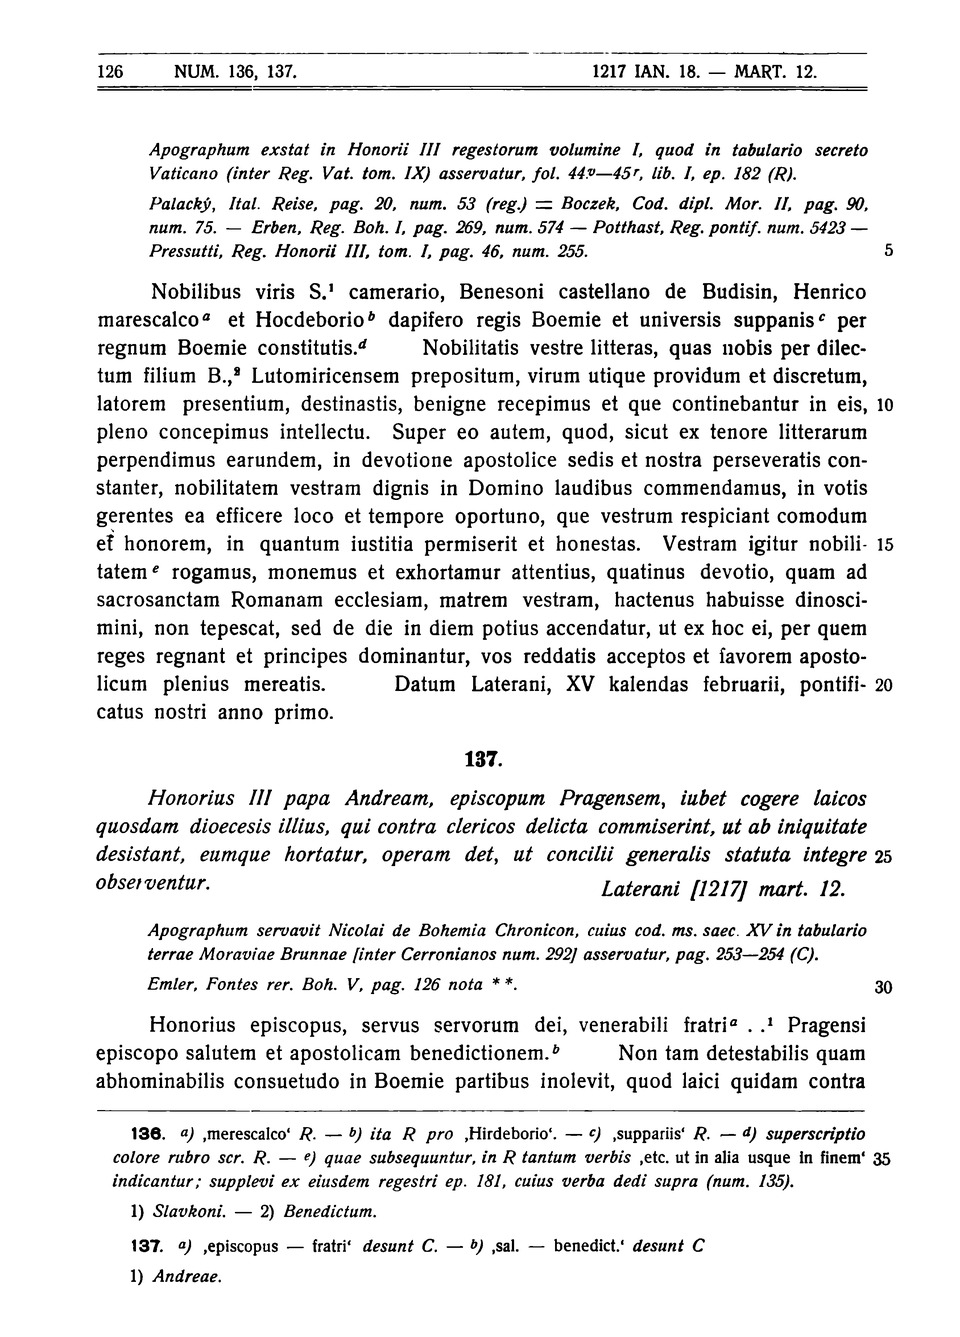 126 NUM. 136, 137. 1217 IAN. 18. — MART. 12.
Apographum exstat in Honorii III regestorum volumine I, quod in tabulario secreto
Vaticano (inter Reg. Vat. tom. IX) asservatur, fol. 44v—45r, lib. I, ep. 182 (R).
Palacký, Ital. Reise, pag. 20, num. 53 (reg.) = Boczek, Cod. dipl. Mor. II, pag. 90,
num. 75. — Erben, Reg. Boh. I, pag. 269, num. 574 — Potthast, Reg. pontif. num. 5423 —
Pressutti, Reg. Honorii III, tom. I, pag. 46, num. 255. 5
Nobilibus viris S.¹ camerario, Benesoni castellano de Budisin, Henrico
marescalco a et Hocdeborio b dapifero regis Boemie et universis suppanis c per
regnum Boemie constitutis.d Nobilitatis vestre litteras, quas nobis per dilec-
tum filium B.,² Lutomiricensem prepositum, virum utique providum et discretum,
latorem presentium, destinastis, benigne recepimus et que continebantur in eis, 10
pleno concepimus intellectu. Super eo autem, quod, sicut ex tenore litterarum
perpendimus earundem, in devotione apostolice sedis et nostra perseveratis con-
stanter, nobilitatem vestram dignis in Domino laudibus commendamus, in votis
gerentes ea efficere loco et tempore oportuno, que vestrum respiciant comodum
et honorem, in quantum iustitia permiserit et honestas. Vestram igitur nobili- 15
tatem e rogamus, monemus et exhortamur attentius, quatinus devotio, quam ad
sacrosanctam Romanam ecclesiam, matrem vestram, hactenus habuisse dinosci-
mini, non tepescat, sed de die in diem potius accendatur, ut ex hoc ei, per quem
reges regnant et principes dominantur, vos reddatis acceptos et favorem aposto-
licum plenius mereatis. Datum Laterani, XV kalendas februarii, pontifi- 20
catus nostri anno primo.
137.
Honorius III papa Andream, episcopum Pragensem, iubet cogere laicos
quosdam dioecesis illius, qui contra clericos delicta commiserint, ut ab iniquitate
desistant, eumque hortatur, operam det, ut concilii generalis statuta integre 25
observentur. Laterani [1217] mart. 12.
Apographum servavit Nicolai de Bohemia Chronicon, cuius cod. ms. saec. XV in tabulario
terrae Moraviae Brunnae [inter Cerronianos num. 292] asservatur, pag. 253—254 (C).
Emler, Fontes rer. Boh. V, pag. 126 nota **. 30
Honorius episcopus, servus servorum dei, venerabili fratri a . .¹ Pragensi
episcopo salutem et apostolicam benedictionem.b Non tam detestabilis quam
abhominabilis consuetudo in Boemie partibus inolevit, quod laici quidam contra
136. a) ‚merescalco‘ R. — b) ita R pro ‚Hirdeborio‘. — c) ‚suppariis‘ R. — d) superscriptio
colore rubro scr. R. — e) quae subsequuntur, in R tantum verbis ‚etc. ut in alia usque in finem‘ 35
indicantur; supplevi ex eiusdem regestri ep. 181, cuius verba dedi supra (num. 135).
1) Slavkoni. — 2) Benedictum.
137. a) ‚episcopus — fratri‘ desunt C. — b) ‚sal. — benedict.‘ desunt C
1) Andreae.